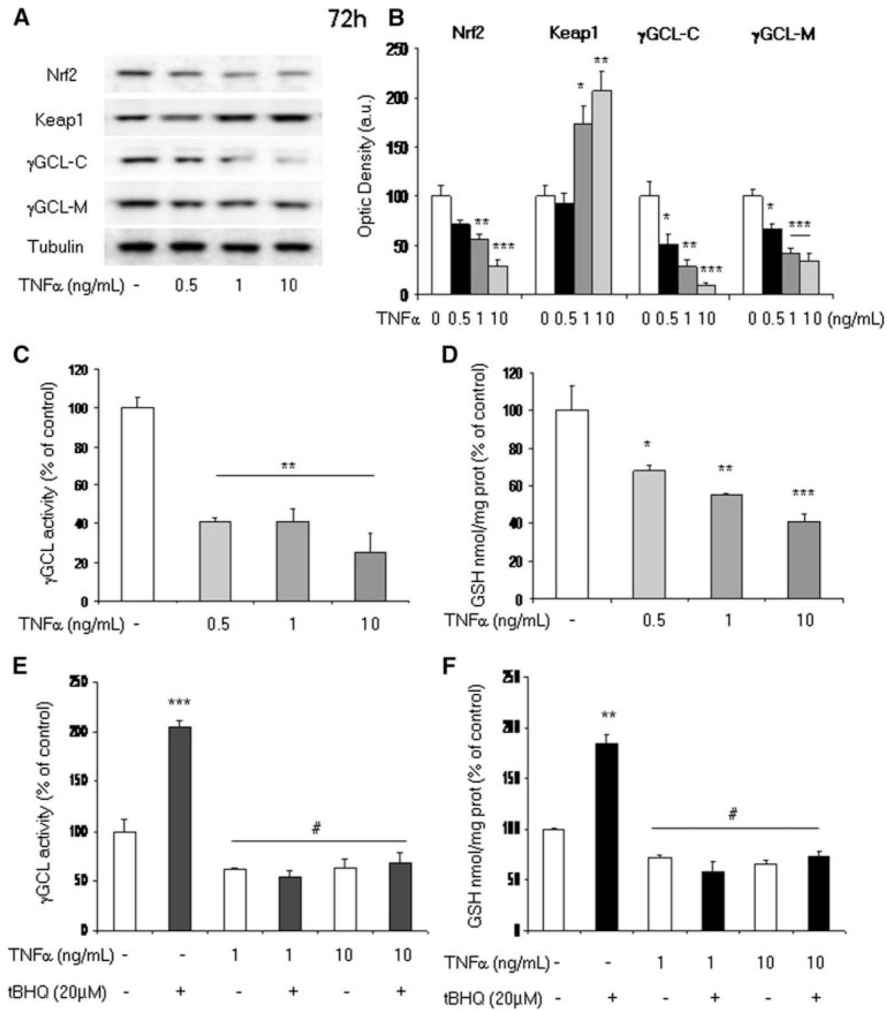 A
72h
Nrf2
Keap1
γGCL-C
γGCL-M
Tubulin
TNFα (ng/mL) - 0.5 1 10
B
Nrf2 Keap1 γGCL-C γGCL-M
Optic Density (a.u.)
250
200
150
100
50
0
** *** * ** * ** *** * ***
TNFα 0 0.5 1 10 0 0.5 1 10 0 0.5 1 10 0 0.5 1 10 (ng/mL)
C
γGCL activity (% of control)
120
100
80
60
40
20
0
**
TNFα (ng/mL) - 0.5 1 10
D
GSH nmol/mg prot (% of control)
120
100
80
60
40
20
0
* ** ***
TNFα (ng/mL) - 0.5 1 10
E
γGCL activity (% of control)
250
200
150
100
50
0
***
#
TNFα (ng/mL) - - 1 1 10 10
tBHQ (20μM) - + - + - +
F
GSH nmol/mg prot (% of control)
250
200
150
100
50
0
**
#
TNFα (ng/mL) - - 1 1 10 10
tBHQ (20μM) - + - + - +